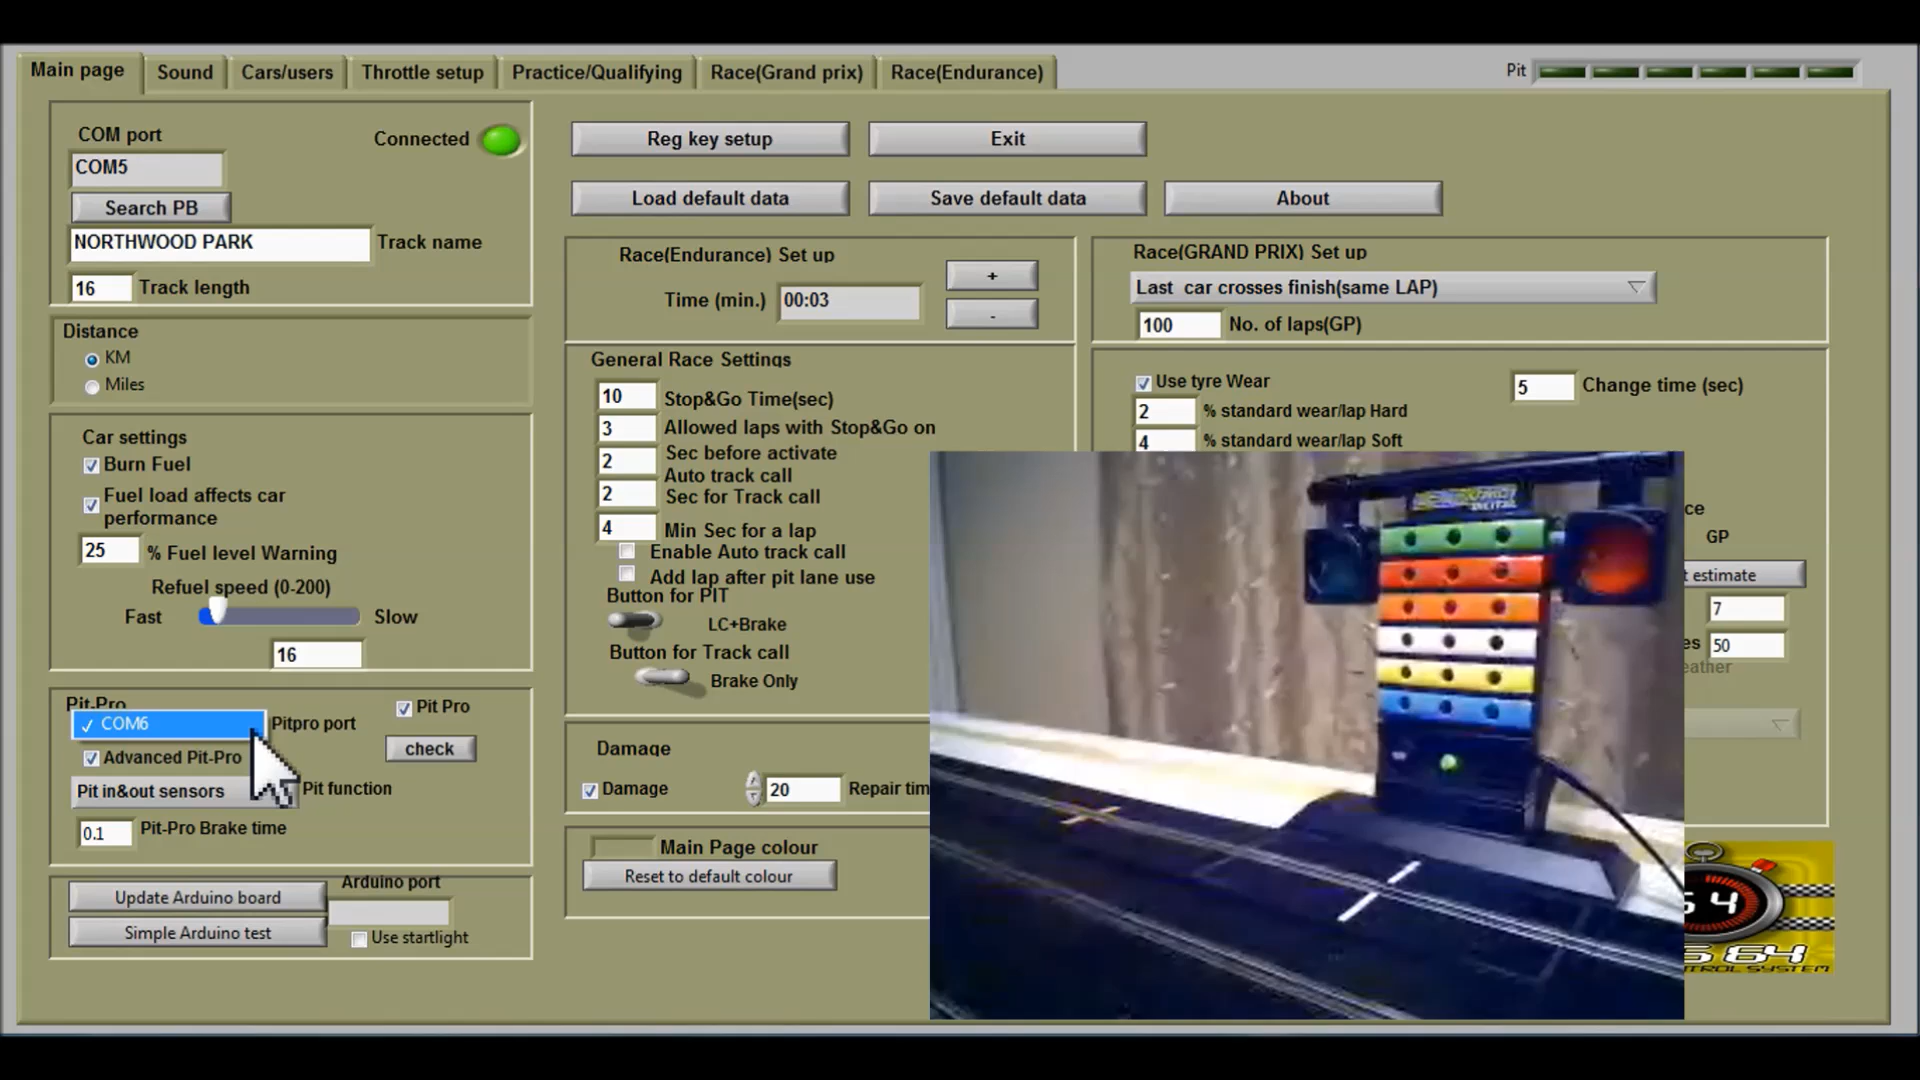 Main page
Sound
Cars/users
Throttle setup
Practice/Qualifying
Race(Grand prix)
Race(Endurance)
Pit
COM port
Connected
COM5
Search PB
NORTHWOOD PARK
Track name
16
Track length
Reg key setup
Exit
Load default data
Save default data
About
Race(Endurance) Set up
Time (min.)
00:03
+
-
Race(GRAND PRIX) Set up
Last car crosses finish(same LAP)
100
No. of laps(GP)
Distance
KM
Miles
General Race Settings
10
Stop&Go Time(sec)
3
Allowed laps with Stop&Go on
2
Sec before activate
Auto track call
2
Sec for Track call
4
Min Sec for a lap
Enable Auto track call
Add lap after pit lane use
Button for PIT
LC+Brake
Button for Track call
Brake Only
Use tyre Wear
5
Change time (sec)
2
% standard wear/lap Hard
4
% standard wear/lap Soft
ce
GP
t estimate
7
es
50
eather
Car settings
Burn Fuel
Fuel load affects car
performance
25
% Fuel level Warning
Refuel speed (0-200)
Fast
Slow
16
Pit-Pro
COM6
Pitpro port
Pit Pro
Advanced Pit-Pro
check
Pit in&out sensors
Pit function
0.1
Pit-Pro Brake time
Damage
Damage
20
Repair tim
Main Page colour
Reset to default colour
Update Arduino board
Arduino port
Simple Arduino test
Use startlight
DIGITAL
64